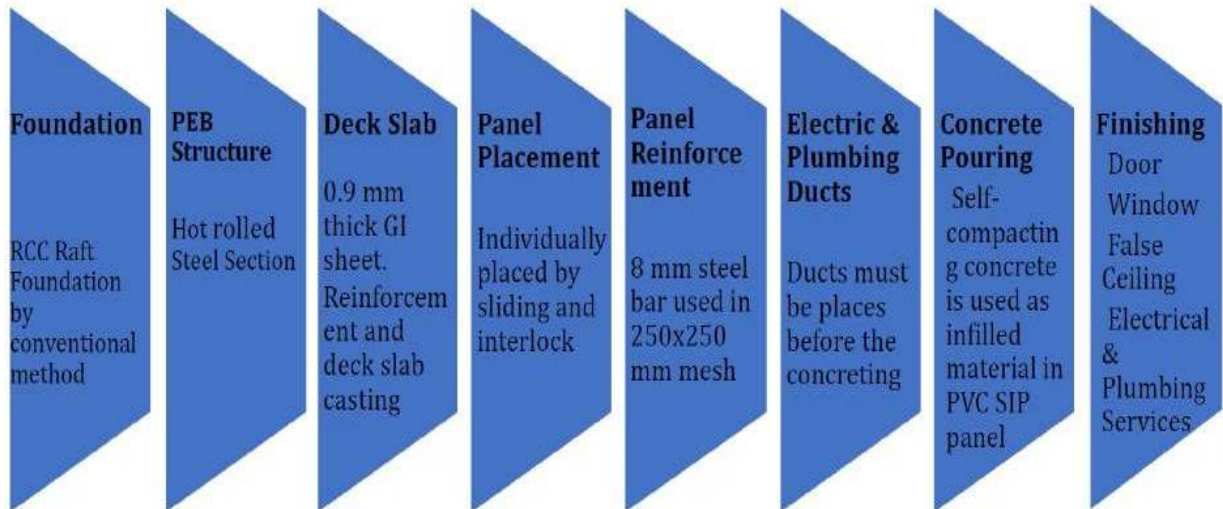 Foundation
RCC Raft
Foundation
by
conventional
method
PEB
Structure
Hot rolled
Steel Section
Deck Slab
0.9 mm
thick GI
sheet.
Reinforcem
ent and
deck slab
casting
Panel
Placement
Individually
placed by
sliding and
interlock
Panel
Reinforce
ment
8 mm steel
bar used in
250x250
mm mesh
Electric &
Plumbing
Ducts
Ducts must
be places
before the
concreting
Concrete
Pouring
Self-
compactin
g concrete
is used as
infilled
material in
PVC SIP
panel
Finishing
Door
Window
False
Ceiling
Electrical
&
Plumbing
Services